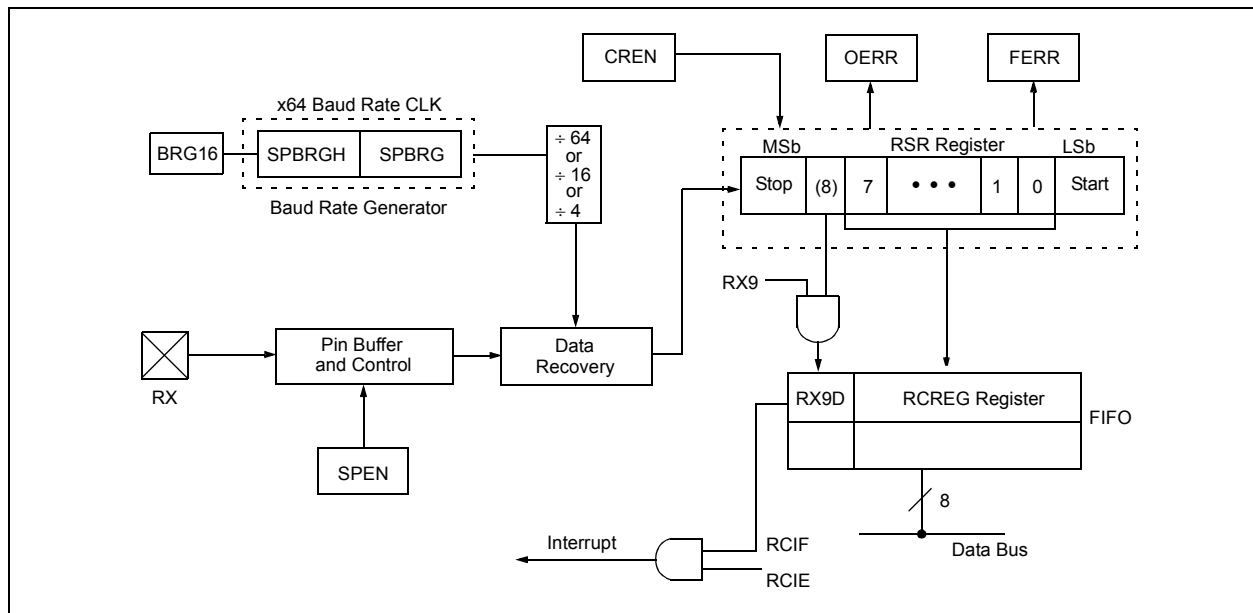 CREN
OERR
FERR
x64 Baud Rate CLK
BRG16
SPBRGH
SPBRG
Baud Rate Generator
÷ 64
or
÷ 16
or
÷ 4
MSb
RSR Register
LSb
Stop
(8)
7
• • •
1
0
Start
RX9
RX
Pin Buffer
and Control
Data
Recovery
SPEN
RX9D
RCREG Register
FIFO
8
Data Bus
Interrupt
RCIF
RCIE